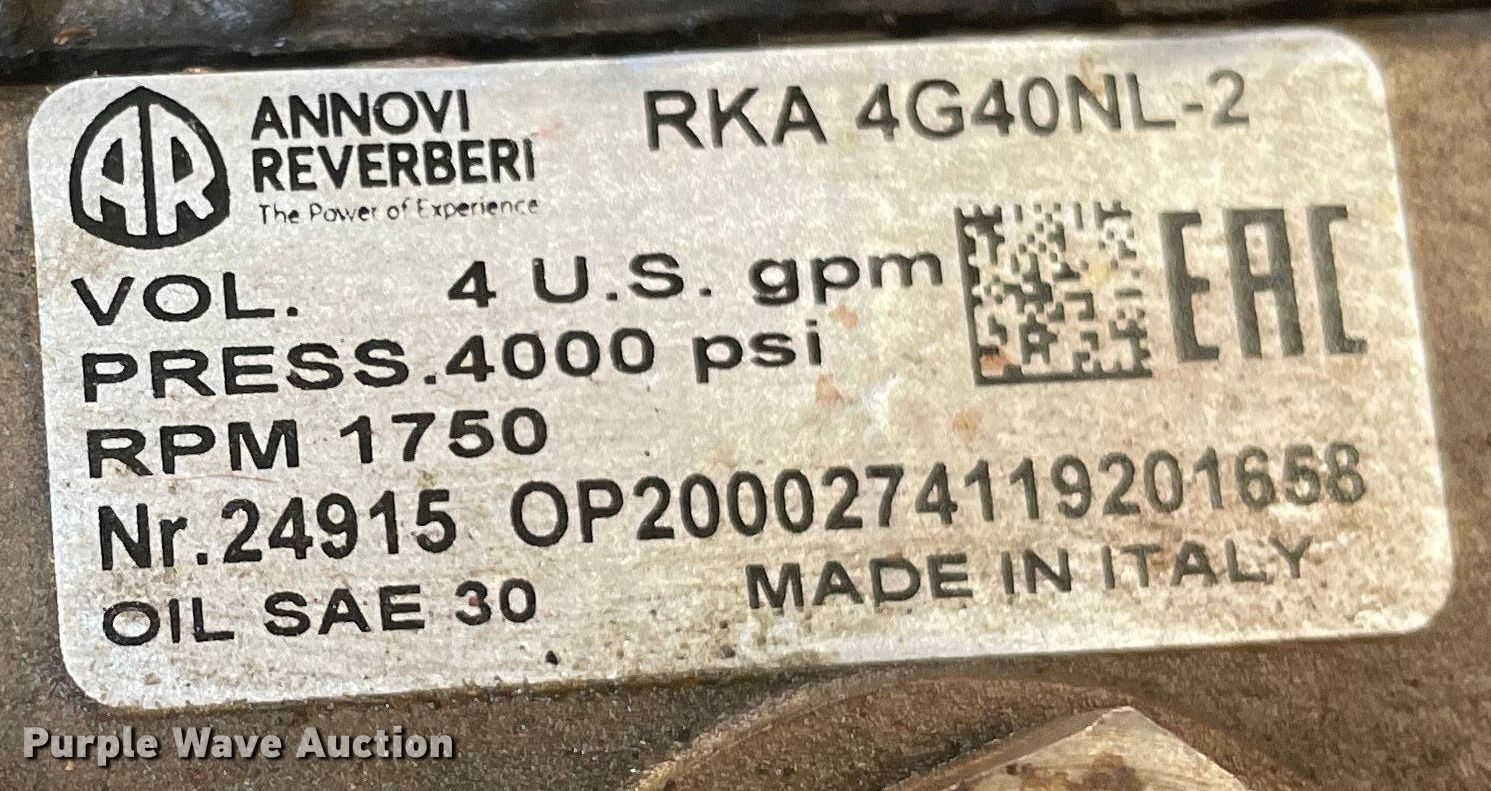 AR ANNOVI
REVERBERI
The Power of Experience
RKA 4G40NL-2
VOL. 4 U.S. gpm
PRESS. 4000 psi
EAC
RPM 1750
Nr. 24915 OP2000274119201658
OIL SAE 30
MADE IN ITALY
Purple Wave Auction